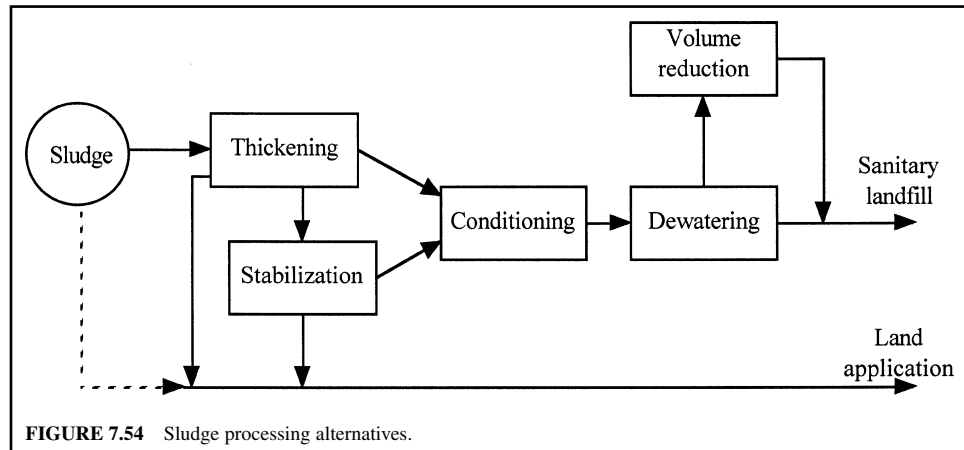 Volume
reduction
Sludge
Thickening
Sanitary
landfill
Conditioning
Dewatering
Stabilization
Land
application
FIGURE 7.54 Sludge processing alternatives.